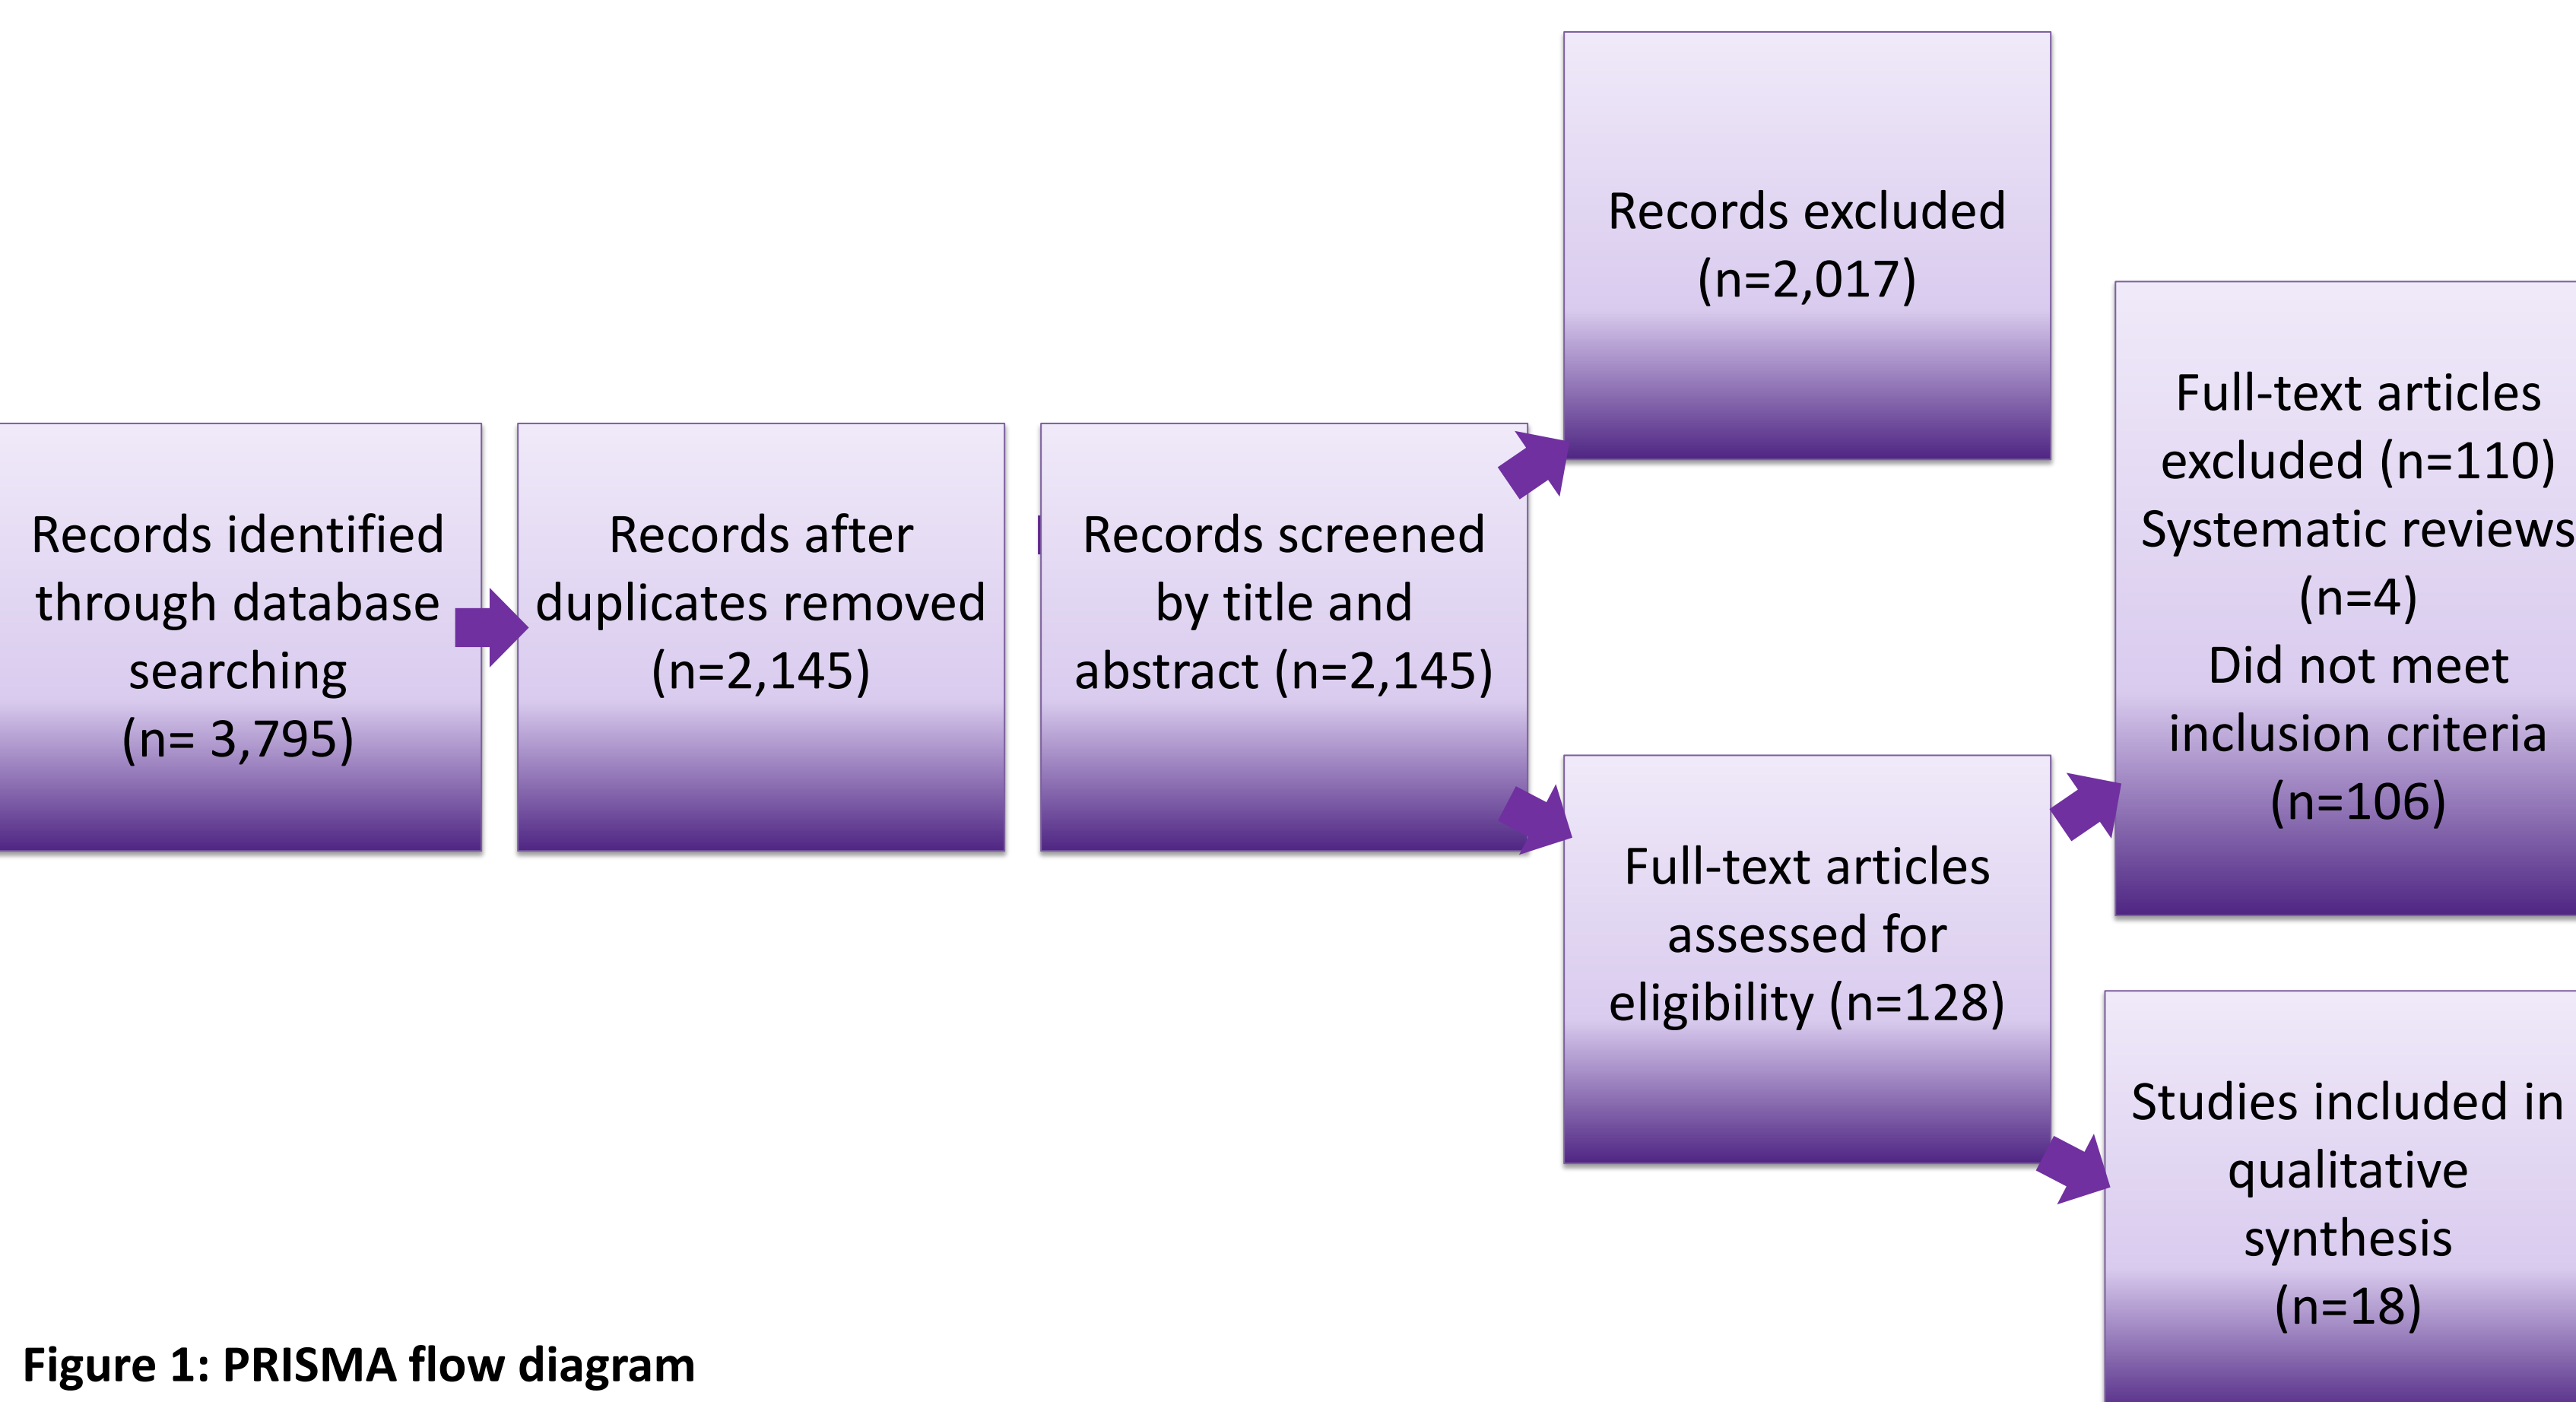 Records identified
through database
searching
(n= 3,795)
Records after
duplicates removed
(n=2,145)
Records screened
by title and
abstract (n=2,145)
Records excluded
(n=2,017)
Full-text articles
assessed for
eligibility (n=128)
Full-text articles
excluded (n=110)
Systematic reviews
(n=4)
Did not meet
inclusion criteria
(n=106)
Studies included in
qualitative
synthesis
(n=18)
Figure 1: PRISMA flow diagram